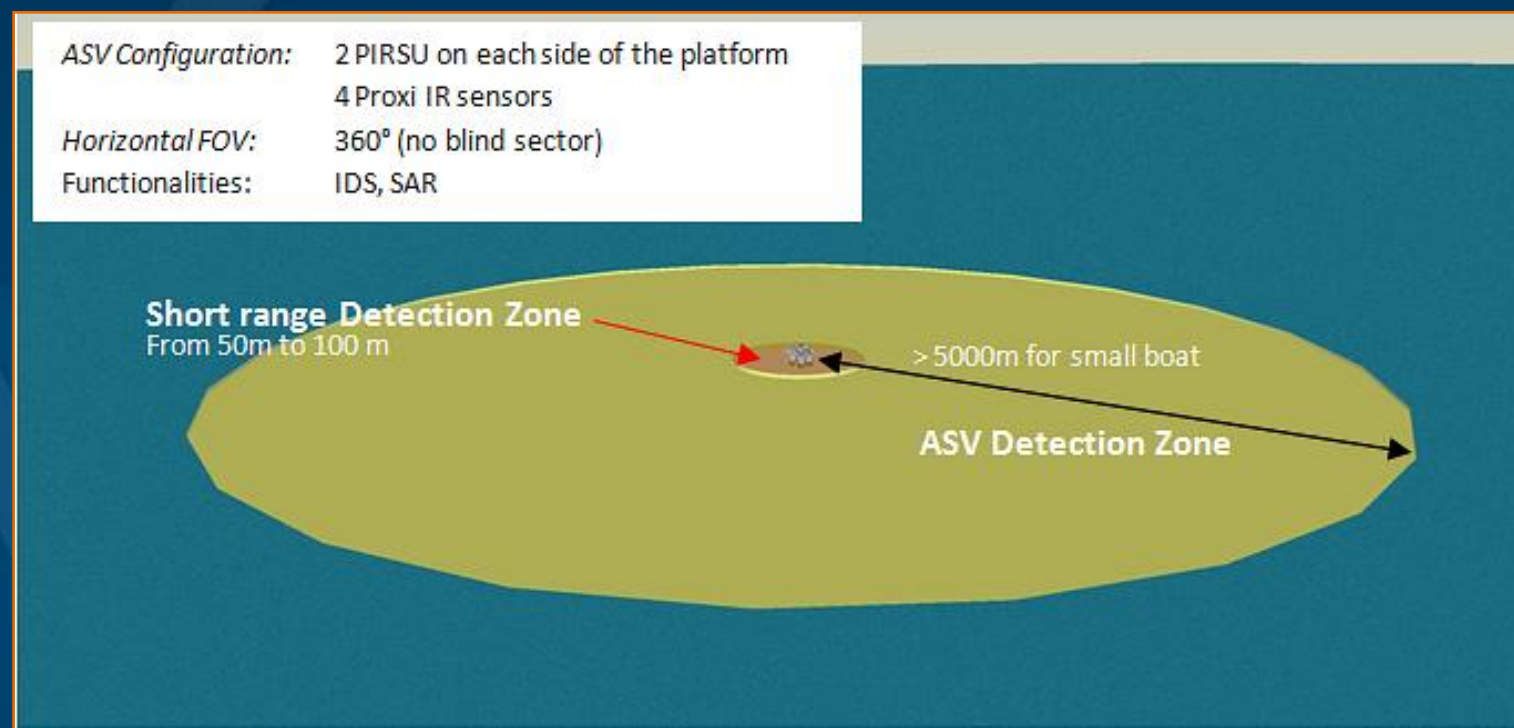 ASV Configuration: 2 PIRSU on each side of the platform
4 Proxi IR sensors
Horizontal FOV: 360° (no blind sector)
Functionalities: IDS, SAR
Short range Detection Zone
From 50m to 100 m
> 5000m for small boat
ASV Detection Zone